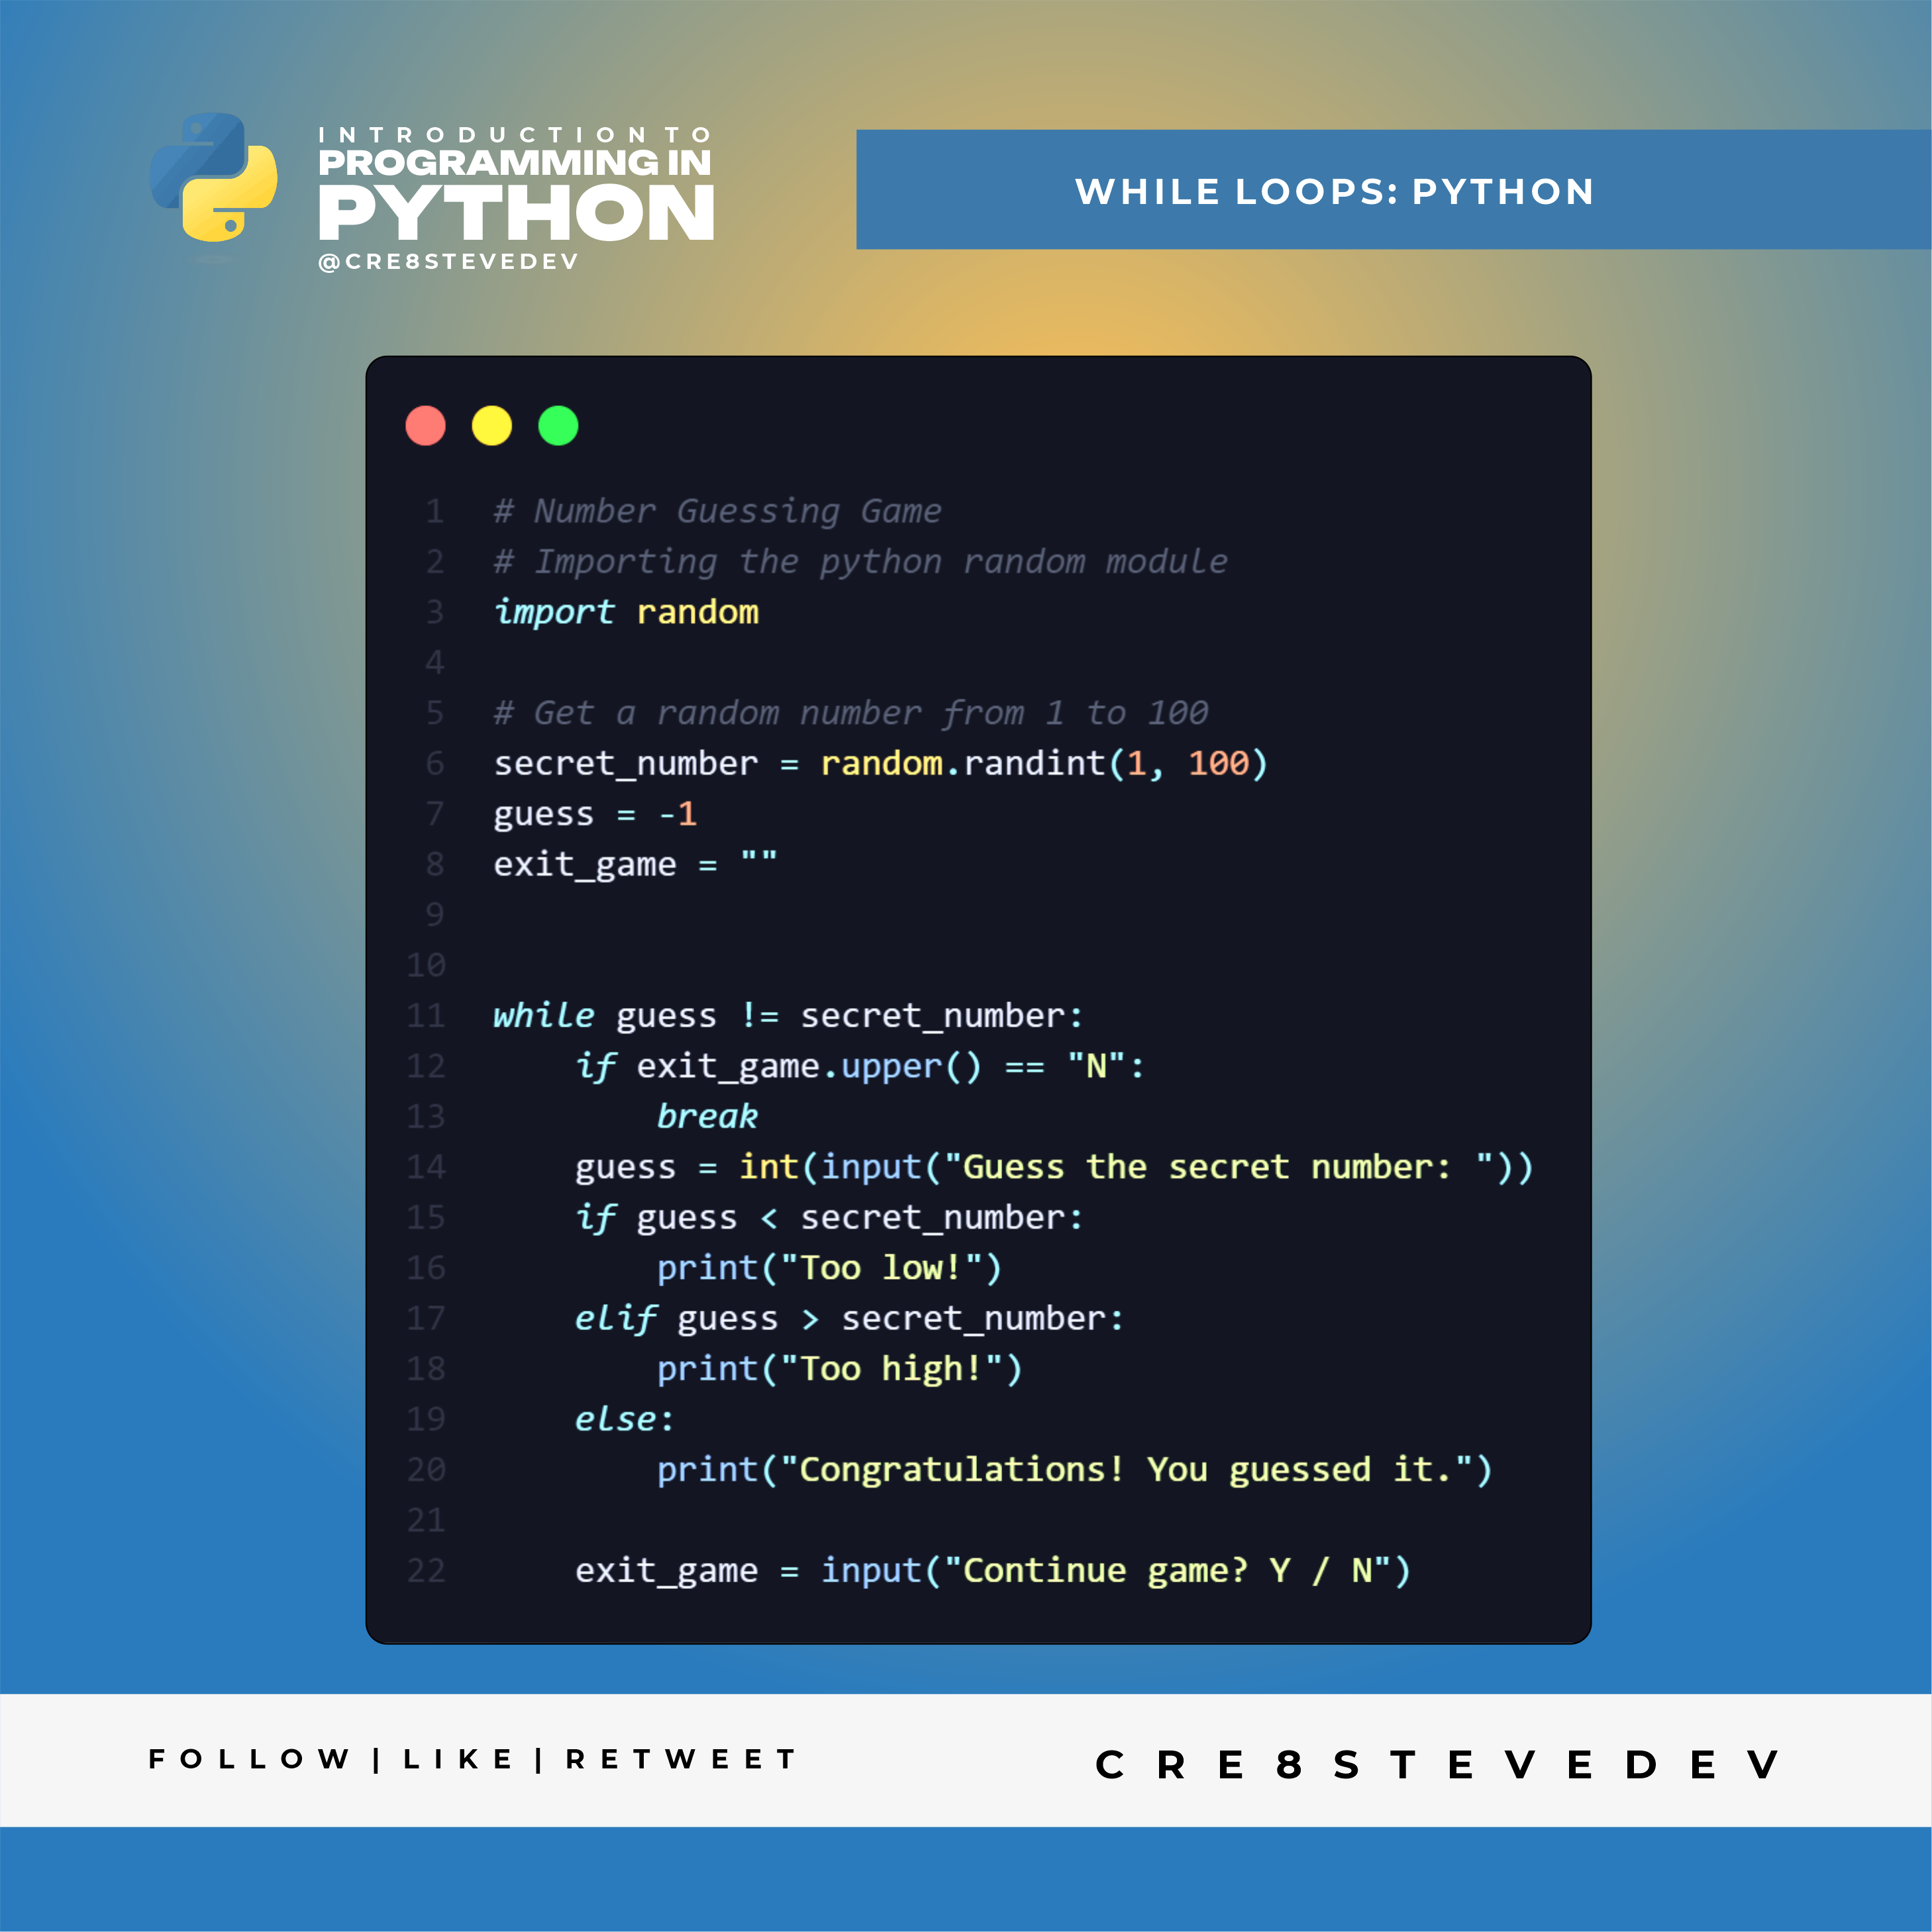 INTRODUCTION TO
PROGRAMMING IN
PYTHON
@CRE8STEVEDEV
WHILE LOOPS: PYTHON
1 # Number Guessing Game
2 # Importing the python random module
3 import random
4
5 # Get a random number from 1 to 100
6 secret_number = random.randint(1, 100)
7 guess = -1
8 exit_game = ""
9
10
11 while guess != secret_number:
12     if exit_game.upper() == "N":
13         break
14     guess = int(input("Guess the secret number: "))
15     if guess < secret_number:
16         print("Too low!")
17     elif guess > secret_number:
18         print("Too high!")
19     else:
20         print("Congratulations! You guessed it.")
21
22     exit_game = input("Continue game? Y / N")
FOLLOW | LIKE | RETWEET
CRE8STEVEDEV